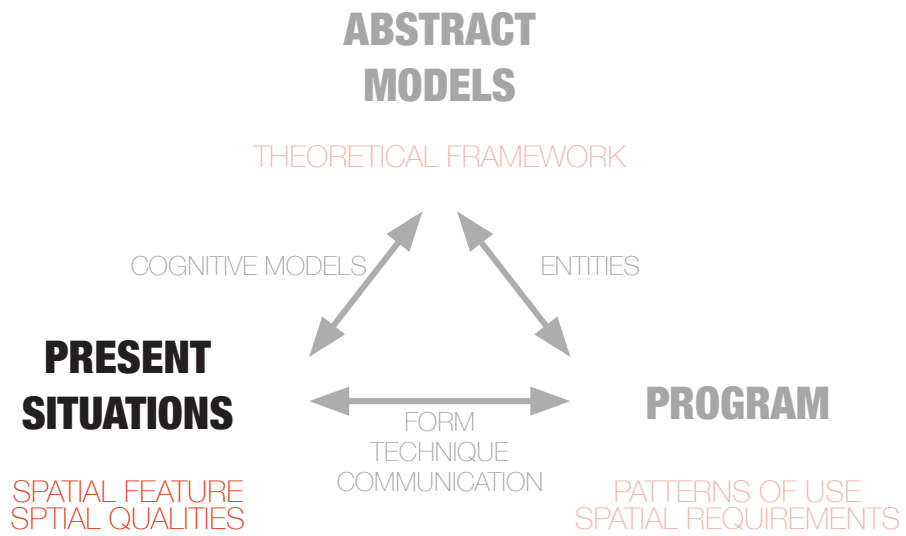 ABSTRACT
MODELS
THEORETICAL FRAMEWORK
COGNITIVE MODELS
ENTITIES
PRESENT
SITUATIONS
PROGRAM
FORM
TECHNIQUE
COMMUNICATION
SPATIAL FEATURE
SPTIAL QUALITIES
PATTERNS OF USE
SPATIAL REQUIREMENTS